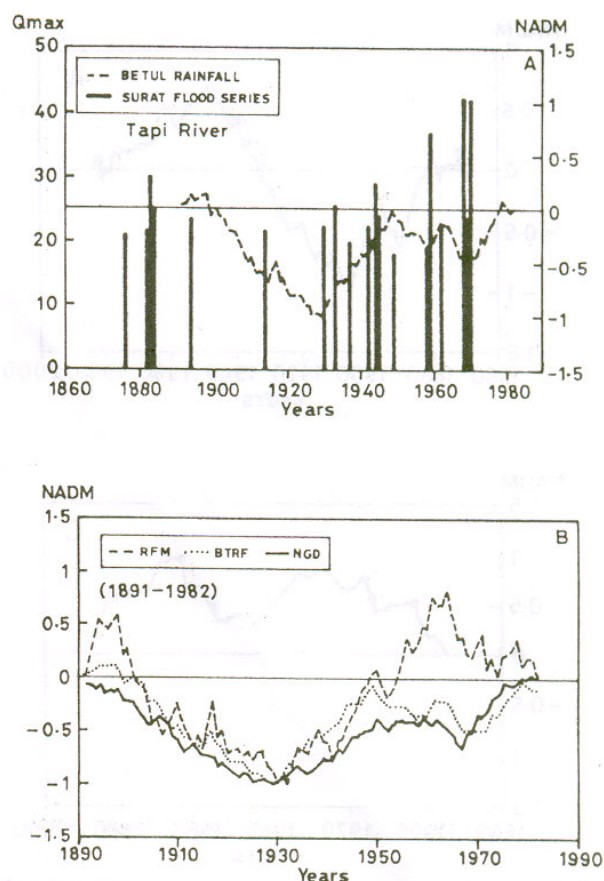 Qmax NADM
50 1·5
A
BETUL RAINFALL
SURAT FLOOD SERIES
Tapi River
40 1
30 0·5
0
20 -0·5
10 -1
0 -1·5
1860 1880 1900 1920 1940 1960 1980
Years
NADM
1·5
B
RFM BTRF NGD
1
(1891-1982)
0·5
0
-0·5
-1
-1·5
1890 1910 1930 1950 1970 1990
Years